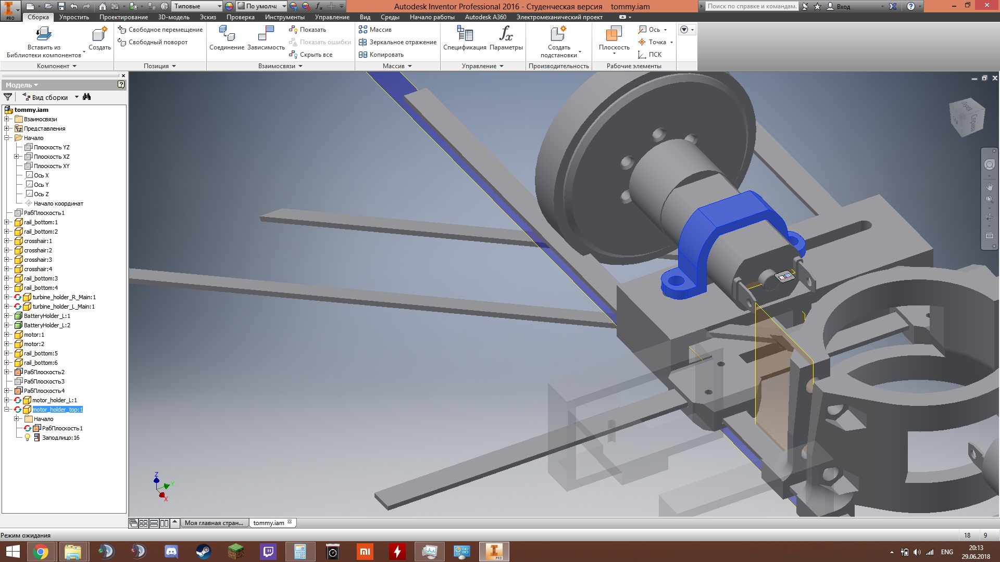 Типовые
По умолча
Autodesk Inventor Professional 2016 - Студенческая версия tommy.iam
Поиск по справке и командам.
Вход
PRO
Сборка
Упростить
Проектирование
3D-модель
Эскиз
Проверка
Инструменты
Управление
Вид
Среды
Начало работы
Autodesk A360
Электромеханический проект
Вставить из
Библиотеки компонентов
Создать
Свободное перемещение
Свободный поворот
Соединение
Зависимость
Показать
Показать ошибки
Скрыть все
Массив
Зеркальное отражение
Копировать
Спецификация
Параметры
Создать
подстановки
Плоскость
Ось
Точка
ПСК
Компонент
Позиция
Взаимосвязи
Массив
Управление
Производительность
Рабочие элементы
Модель
Вид сборки
tommy.iam
Взаимосвязи
Представления
Начало
Плоскость YZ
Плоскость XZ
Плоскость XY
Ось X
Ось Y
Ось Z
Начало координат
РабПлоскость1
rail_bottom:1
rail_bottom:2
crosshair:1
crosshair:2
crosshair:3
crosshair:4
rail_bottom:3
rail_bottom:4
turbine_holder_R_Main:1
turbine_holder_L_Main:1
BatteryHolder_L:1
BatteryHolder_L:2
motor:1
motor:2
rail_bottom:5
rail_bottom:6
РабПлоскость2
РабПлоскость3
РабПлоскость4
motor_holder_L:1
motor_holder_top:1
Начало
РабПлоскость1
Заподлицо:16
Справа
Z
Y
X
Моя главная стран...
tommy.iam
Режим ожидания
18 9
mi
PRO
ENG
20:13
29.06.2018